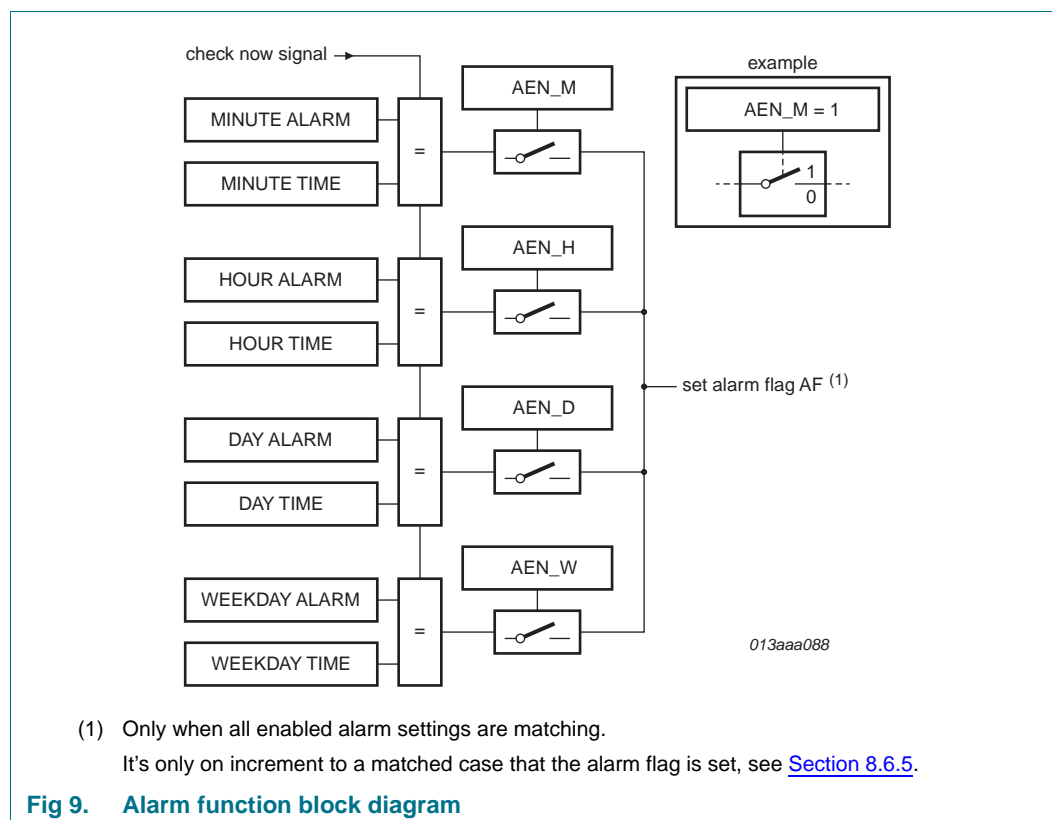 check now signal
example
AEN_M
AEN_M = 1
MINUTE ALARM
=
1
MINUTE TIME
0
AEN_H
HOUR ALARM
=
HOUR TIME
set alarm flag AF (1)
AEN_D
DAY ALARM
=
DAY TIME
AEN_W
WEEKDAY ALARM
=
013aaa088
WEEKDAY TIME
(1) Only when all enabled alarm settings are matching.
It's only on increment to a matched case that the alarm flag is set, see Section 8.6.5.
Fig 9. Alarm function block diagram